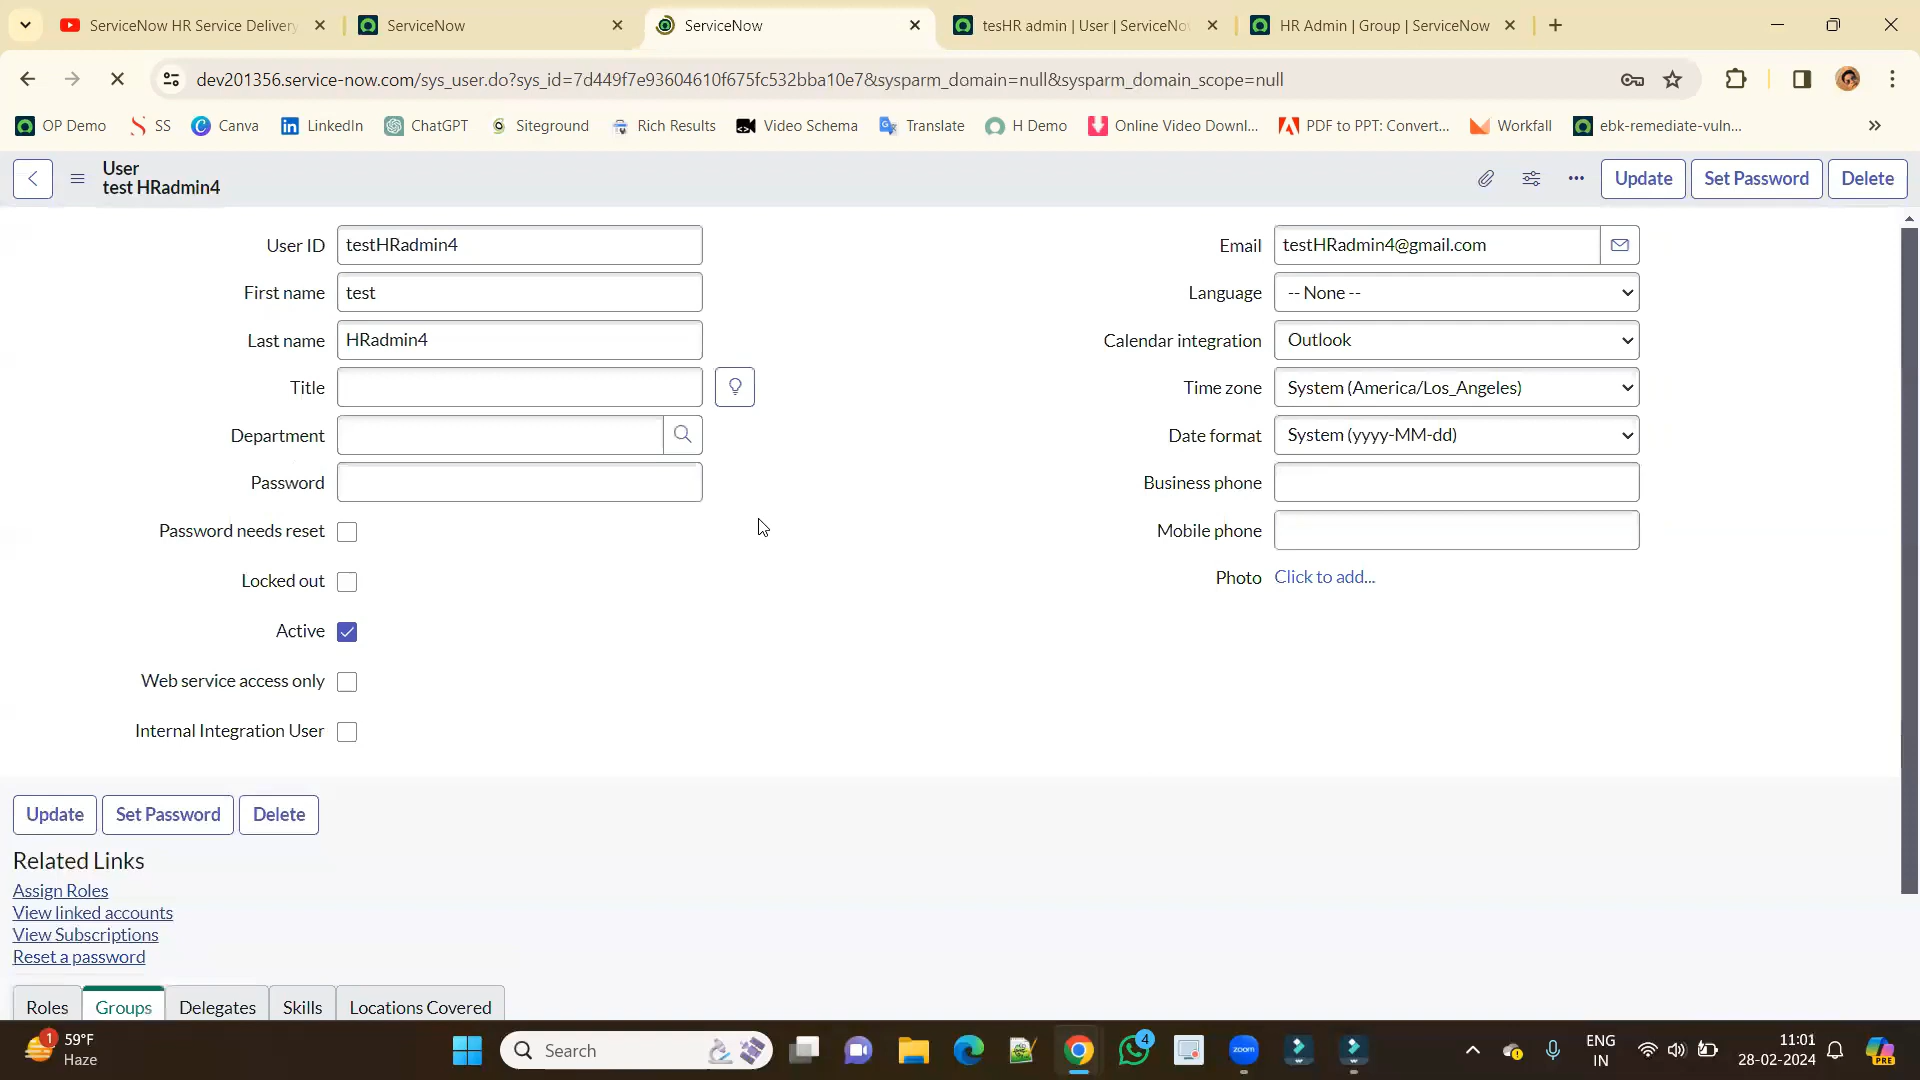 ServiceNow HR Service Delivery
ServiceNow
ServiceNow
tesHR admin | User | ServiceNo
HR Admin | Group | ServiceNow
dev201356.service-now.com/sys_user.do?sys_id=7d449f7e93604610f675fc532bba10e7&sysparm_domain=null&sysparm_domain_scope=null
OP Demo
SS
Canva
LinkedIn
ChatGPT
Siteground
Rich Results
Video Schema
Translate
H Demo
Online Video Downl...
PDF to PPT: Convert...
Workfall
ebk-remediate-vuln...
User
test HRadmin4
Update
Set Password
Delete
User ID
testHRadmin4
First name
test
Last name
HRadmin4
Title
Department
Password
Password needs reset
Locked out
Active
Web service access only
Internal Integration User
Email
testHRadmin4@gmail.com
Language
-- None --
Calendar integration
Outlook
Time zone
System (America/Los_Angeles)
Date format
System (yyyy-MM-dd)
Business phone
Mobile phone
Photo
Click to add...
Update
Set Password
Delete
Related Links
Assign Roles
View linked accounts
View Subscriptions
Reset a password
Roles
Groups
Delegates
Skills
Locations Covered
1
59°F
Haze
Search
zoom
4
ENG
IN
11:01
28-02-2024
PRE